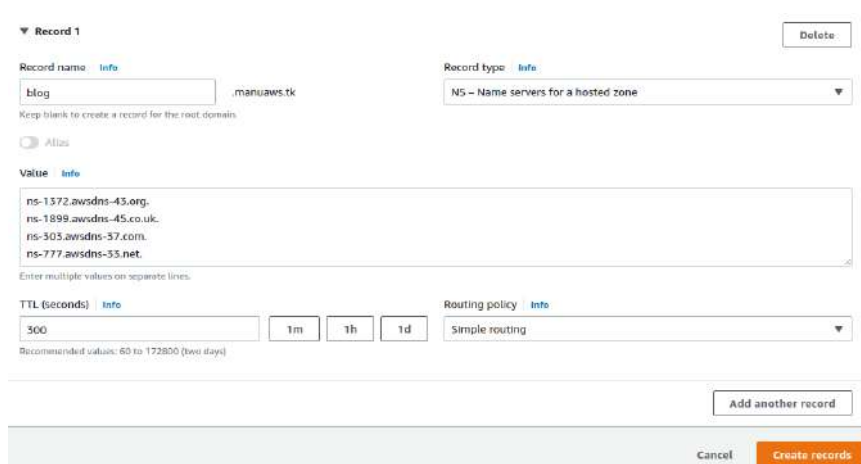 ▼ Record 1
Delete
Record name Info
Record type Info
blog .manuaws.tk
NS – Name servers for a hosted zone
Keep blank to create a record for the root domain.
Alias
Value Info
ns-1372.awsdns-43.org.
ns-1899.awsdns-45.co.uk.
ns-303.awsdns-37.com.
ns-777.awsdns-33.net.
Enter multiple values on separate lines.
TTL (seconds) Info
Routing policy Info
300 1m 1h 1d
Simple routing
Recommended values: 60 to 172800 (two days)
Add another record
Cancel Create records